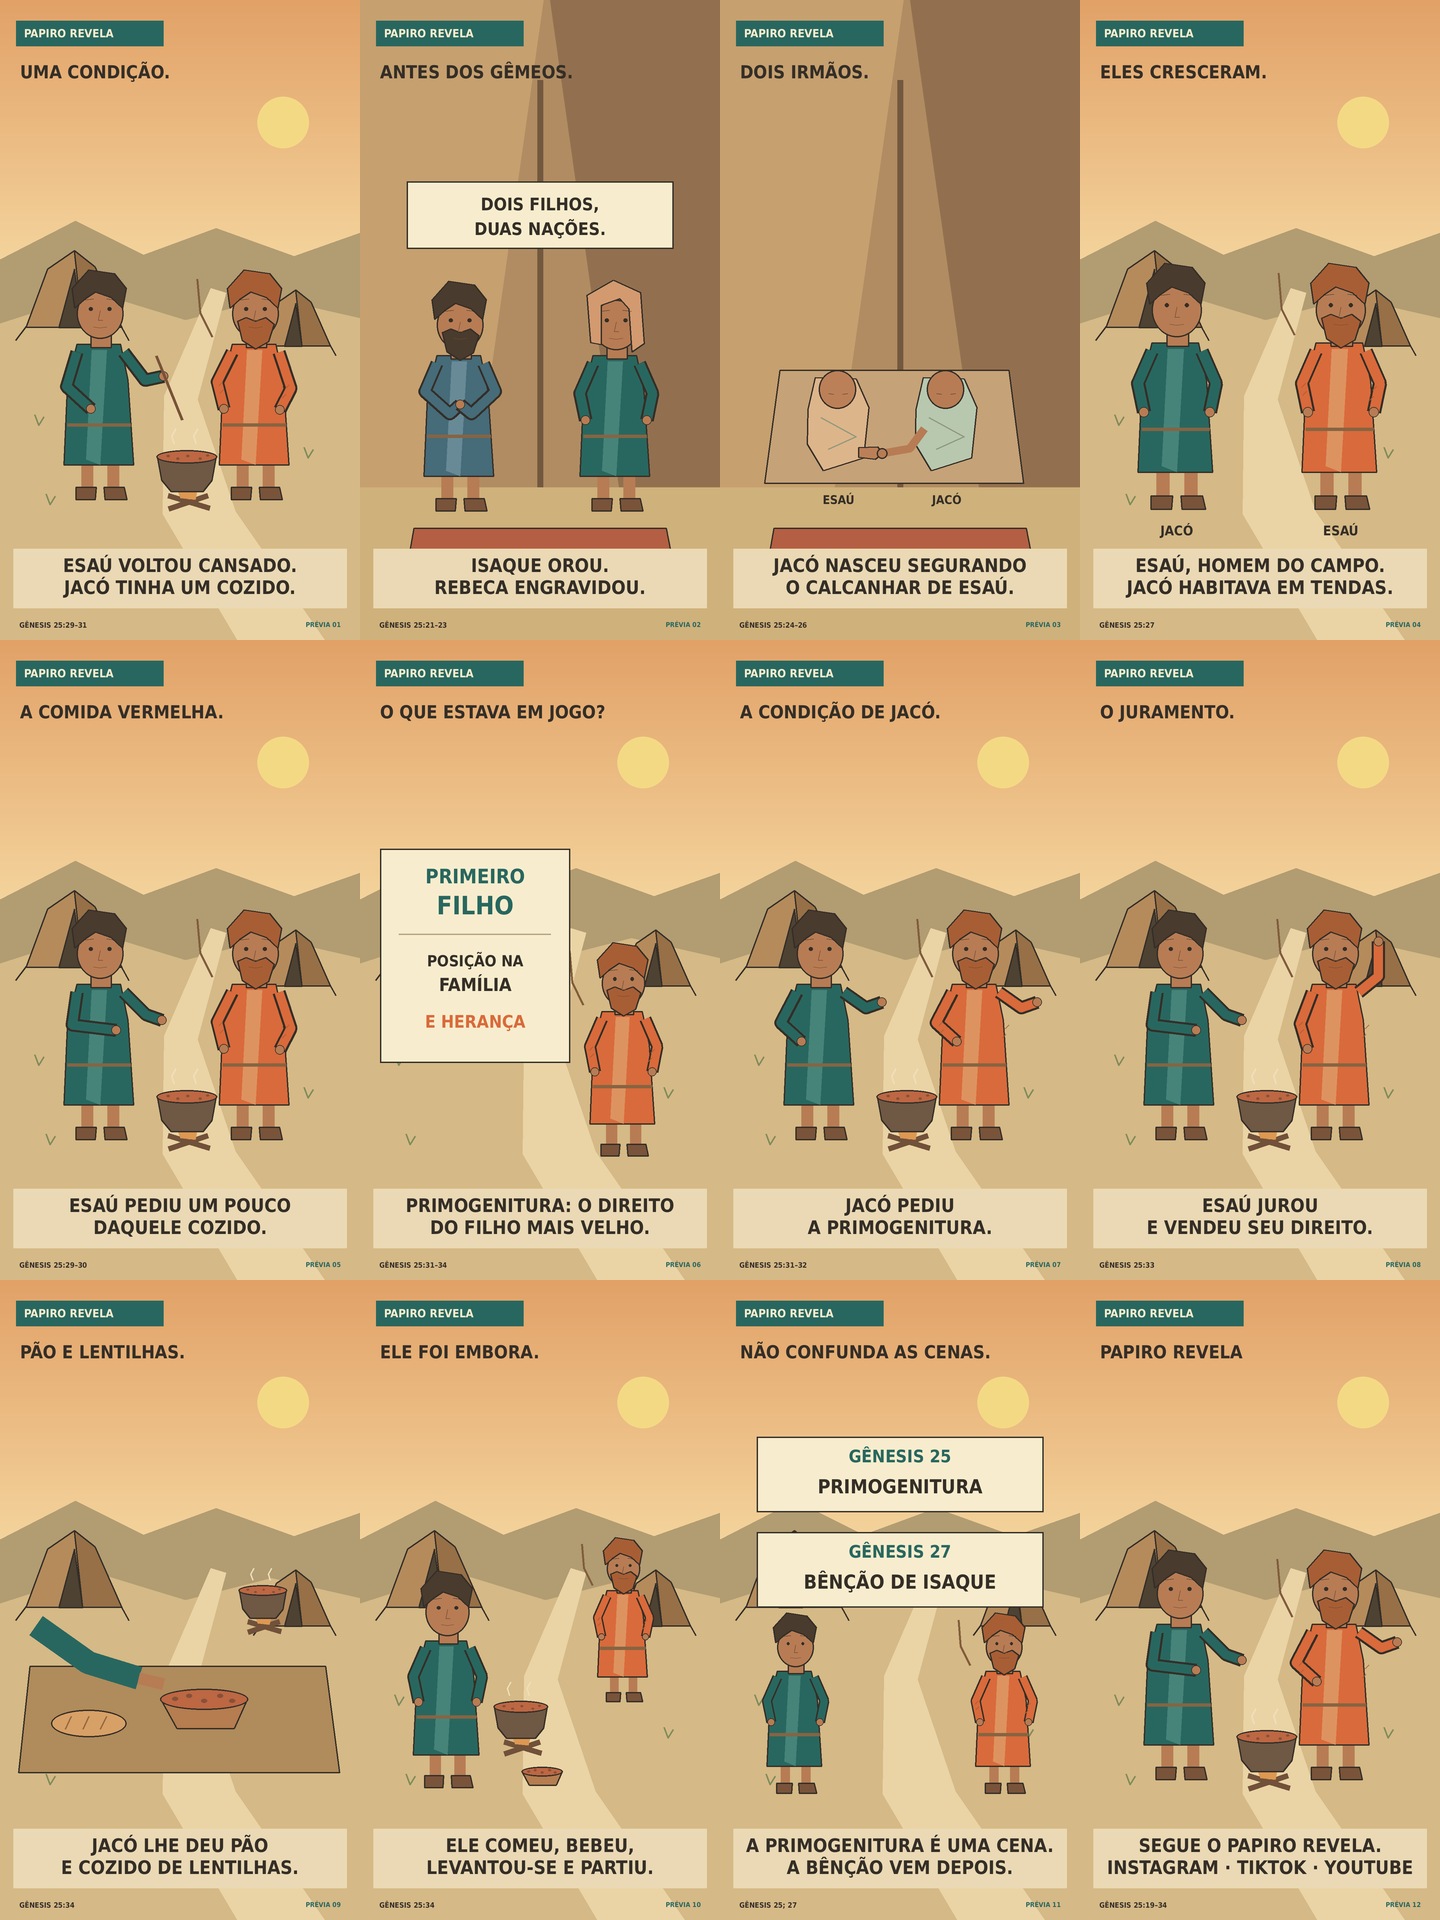 PAPIRO REVELA
UMA CONDIÇÃO.
ESAÚ VOLTOU CANSADO.
JACÓ TINHA UM COZIDO.
GÊNESIS 25:29–31
PRÉVIA 01
PAPIRO REVELA
ANTES DOS GÊMEOS.
DOIS FILHOS,
DUAS NAÇÕES.
ISAQUE OROU.
REBECA ENGRAVIDOU.
GÊNESIS 25:21–23
PRÉVIA 02
PAPIRO REVELA
DOIS IRMÃOS.
ESAÚ
JACÓ
JACÓ NASCEU SEGURANDO
O CALCANHAR DE ESAÚ.
GÊNESIS 25:24–26
PRÉVIA 03
PAPIRO REVELA
ELES CRESCERAM.
JACÓ
ESAÚ
ESAÚ, HOMEM DO CAMPO.
JACÓ HABITAVA EM TENDAS.
GÊNESIS 25:27
PRÉVIA 04
PAPIRO REVELA
A COMIDA VERMELHA.
ESAÚ PEDIU UM POUCO
DAQUELE COZIDO.
GÊNESIS 25:29–30
PRÉVIA 05
PAPIRO REVELA
O QUE ESTAVA EM JOGO?
PRIMEIRO
FILHO
POSIÇÃO NA
FAMÍLIA
E HERANÇA
PRIMOGENITURA: O DIREITO
DO FILHO MAIS VELHO.
GÊNESIS 25:31–34
PRÉVIA 06
PAPIRO REVELA
A CONDIÇÃO DE JACÓ.
JACÓ PEDIU
A PRIMOGENITURA.
GÊNESIS 25:31–32
PRÉVIA 07
PAPIRO REVELA
O JURAMENTO.
ESAÚ JUROU
E VENDEU SEU DIREITO.
GÊNESIS 25:33
PRÉVIA 08
PAPIRO REVELA
PÃO E LENTILHAS.
JACÓ LHE DEU PÃO
E COZIDO DE LENTILHAS.
GÊNESIS 25:34
PRÉVIA 09
PAPIRO REVELA
ELE FOI EMBORA.
ELE COMEU, BEBEU,
LEVANTOU-SE E PARTIU.
GÊNESIS 25:34
PRÉVIA 10
PAPIRO REVELA
NÃO CONFUNDA AS CENAS.
GÊNESIS 25
PRIMOGENITURA
GÊNESIS 27
BÊNÇÃO DE ISAQUE
A PRIMOGENITURA É UMA CENA.
A BÊNÇÃO VEM DEPOIS.
GÊNESIS 25; 27
PRÉVIA 11
PAPIRO REVELA
PAPIRO REVELA
SEGUE O PAPIRO REVELA.
INSTAGRAM · TIKTOK · YOUTUBE
GÊNESIS 25:19–34
PRÉVIA 12